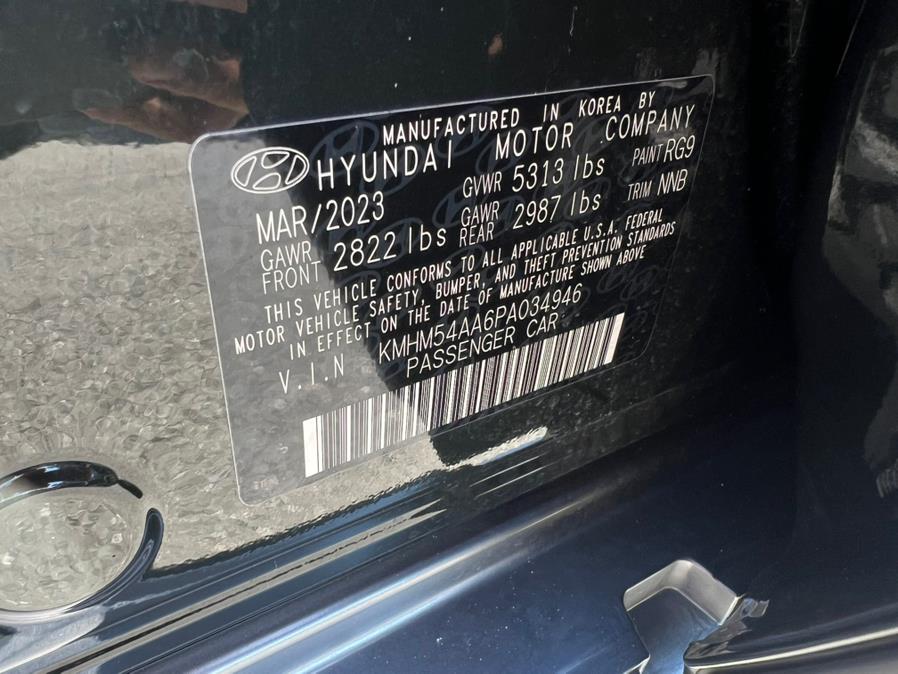 MANUFACTURED IN KOREA BY
HYUNDAI MOTOR COMPANY
MAR/2023 GVWR 5313 lbs PAINT RG9
GAWR FRONT 2822 lbs GAWR REAR 2987 lbs TRIM NNB
THIS VEHICLE CONFORMS TO ALL APPLICABLE U.S.A. FEDERAL
MOTOR VEHICLE SAFETY, BUMPER, AND THEFT PREVENTION STANDARDS
IN EFFECT ON THE DATE OF MANUFACTURE SHOWN ABOVE
V.I.N KMHM54AA6PA034946
PASSENGER CAR